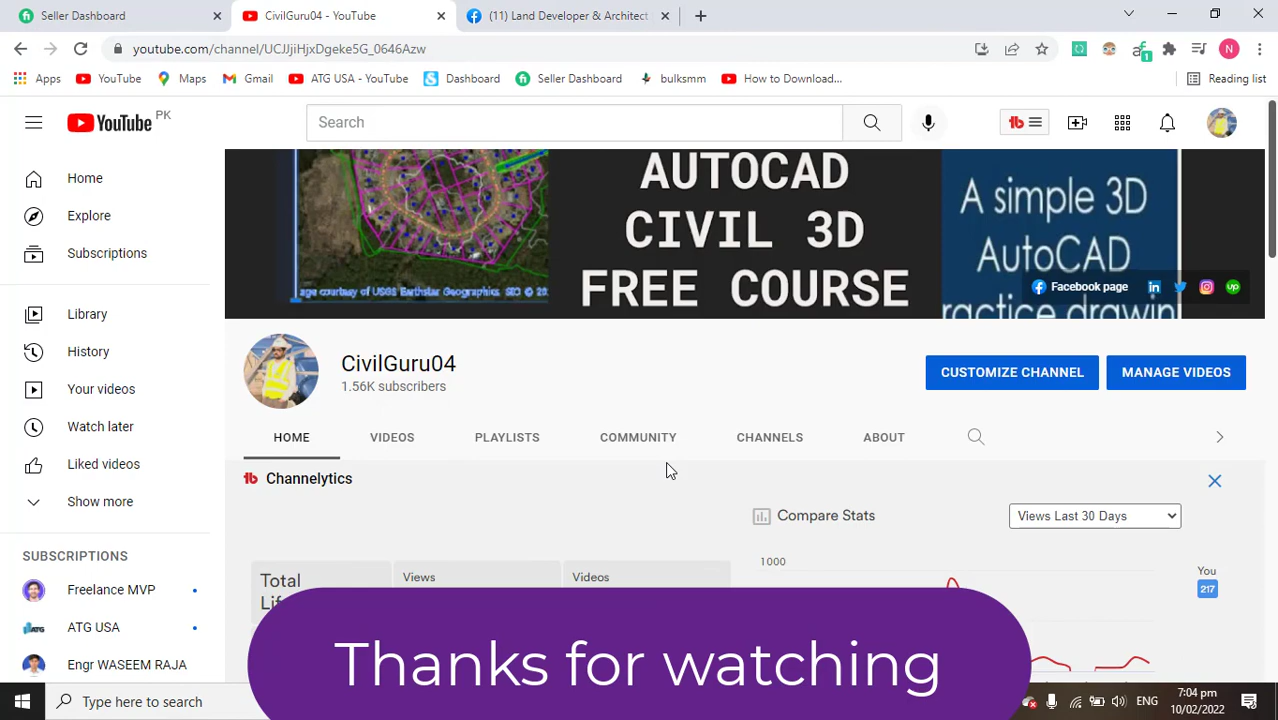 Seller Dashboard
CivilGuru04 - YouTube
(11) Land Developer & Architect
youtube.com/channel/UCJJjiHjxDgeke5G_0646Azw
1
N
Apps
YouTube
Maps
Gmail
ATG USA - YouTube
Dashboard
Seller Dashboard
bulksmm
How to Download...
Reading list
YouTube PK
Search
Home
Explore
Subscriptions
Library
History
Your videos
Watch later
Liked videos
Show more
SUBSCRIPTIONS
Freelance MVP
ATG USA
Engr WASEEM RAJA
AUTOCAD
CIVIL 3D
FREE COURSE
A simple 3D
AutoCAD
practice drawing
Facebook page
CivilGuru04
1.56K subscribers
CUSTOMIZE CHANNEL
MANAGE VIDEOS
HOME
VIDEOS
PLAYLISTS
COMMUNITY
CHANNELS
ABOUT
Channelytics
Compare Stats
Views Last 30 Days
Total
Views
Videos
1000
You
217
Thanks for watching
Type here to search
ENG
7:04 pm
10/02/2022